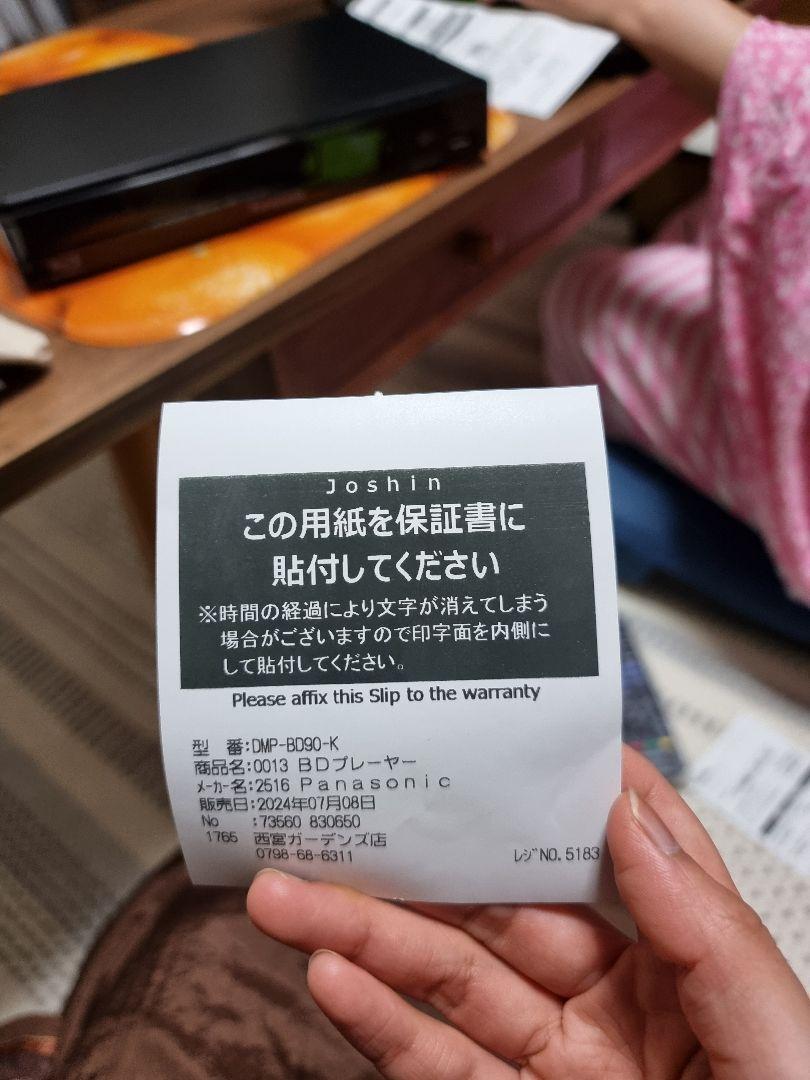 Joshin
この用紙を保証書に
貼付してください
※時間の経過により文字が消えてしまう
場合がございますので印字面を内側に
して貼付してください。
Please affix this Slip to the warranty
型　番:DMP-BD90-K
商品名:0013 ＢＤプレーヤー
ﾒｰｶｰ名:2516 Ｐａｎａｓｏｎｉｃ
販売日:2024年07月08日
No　:73560 830650
1765　西宮ガーデンズ店
0798-68-6311　ﾚｼﾞNO. 5183